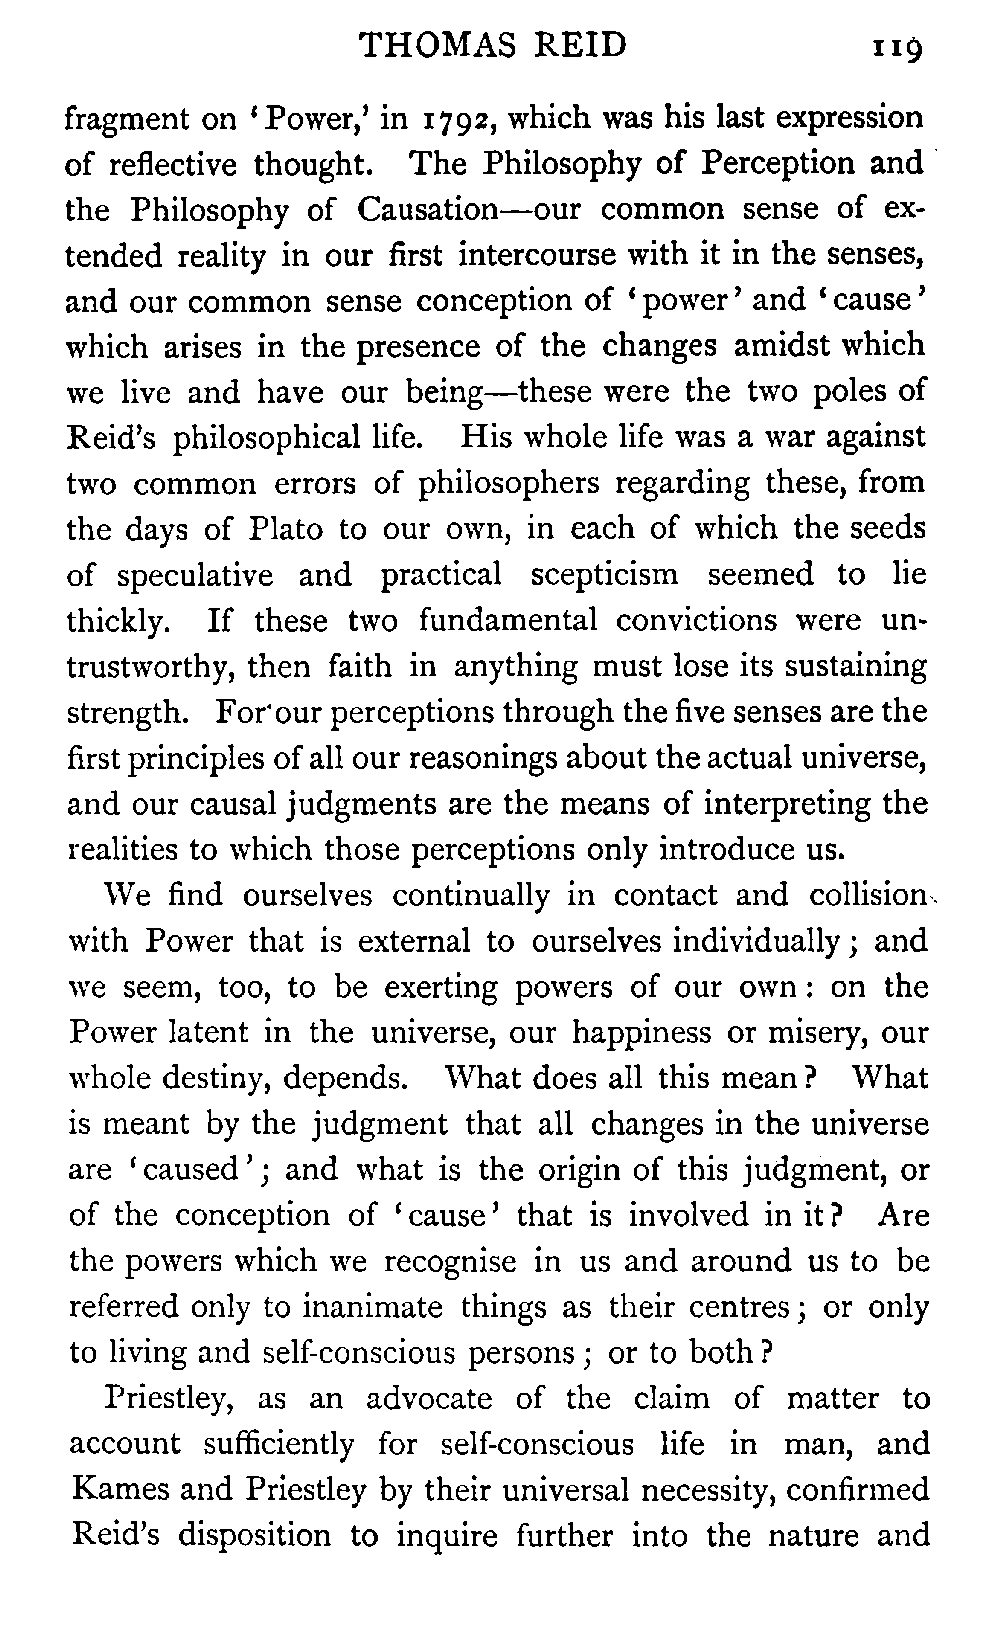 THOMAS REID 119
fragment on ‘Power,’ in 1792, which was his last expression
of reflective thought. The Philosophy of Perception and
the Philosophy of Causation—our common sense of ex-
tended reality in our first intercourse with it in the senses,
and our common sense conception of ‘power’ and ‘cause’
which arises in the presence of the changes amidst which
we live and have our being—these were the two poles of
Reid’s philosophical life. His whole life was a war against
two common errors of philosophers regarding these, from
the days of Plato to our own, in each of which the seeds
of speculative and practical scepticism seemed to lie
thickly. If these two fundamental convictions were un-
trustworthy, then faith in anything must lose its sustaining
strength. For our perceptions through the five senses are the
first principles of all our reasonings about the actual universe,
and our causal judgments are the means of interpreting the
realities to which those perceptions only introduce us.
We find ourselves continually in contact and collision
with Power that is external to ourselves individually; and
we seem, too, to be exerting powers of our own: on the
Power latent in the universe, our happiness or misery, our
whole destiny, depends. What does all this mean? What
is meant by the judgment that all changes in the universe
are ‘caused’; and what is the origin of this judgment, or
of the conception of ‘cause’ that is involved in it? Are
the powers which we recognise in us and around us to be
referred only to inanimate things as their centres; or only
to living and self-conscious persons; or to both?
Priestley, as an advocate of the claim of matter to
account sufficiently for self-conscious life in man, and
Kames and Priestley by their universal necessity, confirmed
Reid’s disposition to inquire further into the nature and